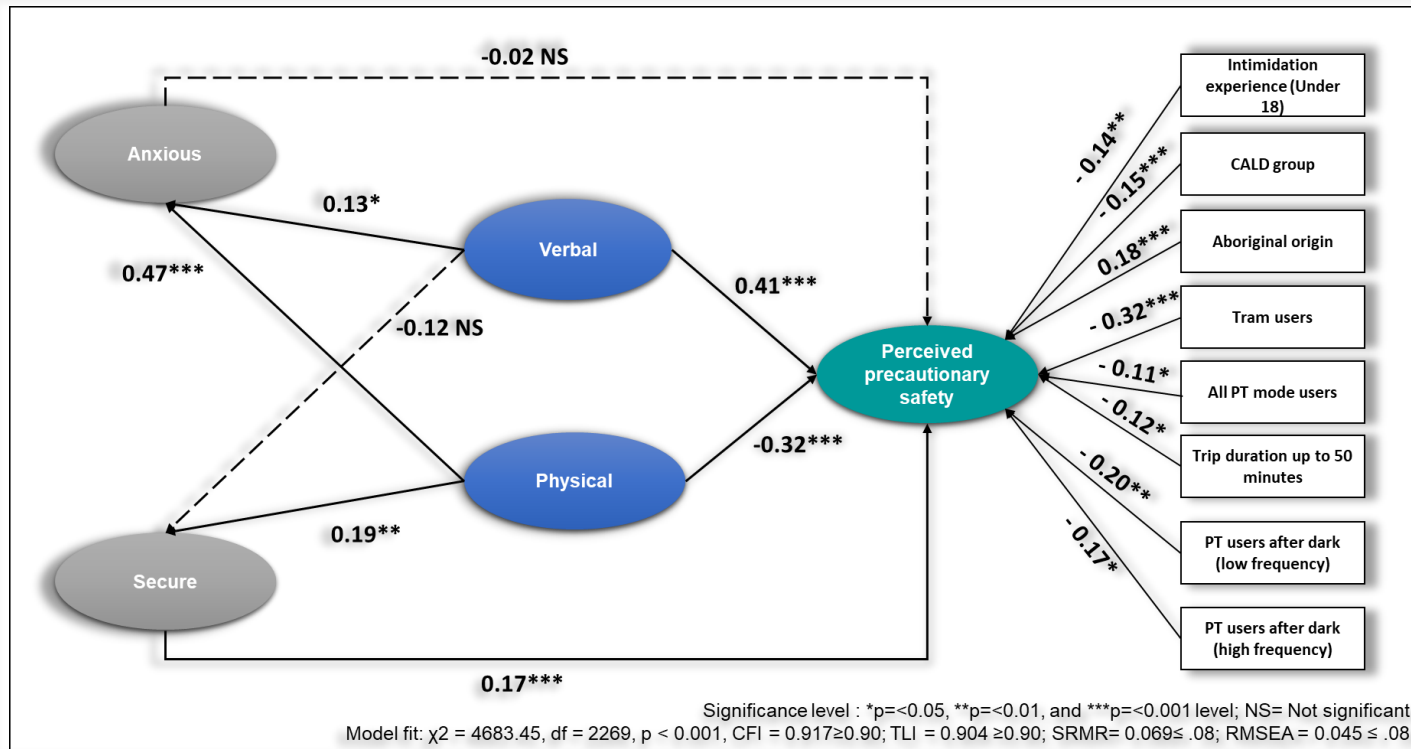 -0.02 NS
Intimidation
experience (Under
18)
- 0.14**
Anxious
CALD group
- 0.15***
0.13*
Verbal
Aboriginal origin
0.18***
0.47***
0.41***
-0.12 NS
Tram users
- 0.32***
Perceived
precautionary
safety
All PT mode users
- 0.11*
Trip duration up to 50
minutes
- 0.12*
-0.32***
Physical
- 0.20**
0.19**
PT users after dark
(low frequency)
- 0.17*
Secure
PT users after dark
(high frequency)
0.17***
Significance level : *p=<0.05, **p=<0.01, and ***p=<0.001 level; NS= Not significant
Model fit: χ2 = 4683.45, df = 2269, p < 0.001, CFI = 0.917≥0.90; TLI = 0.904 ≥0.90; SRMR= 0.069≤ .08; RMSEA = 0.045 ≤ .08